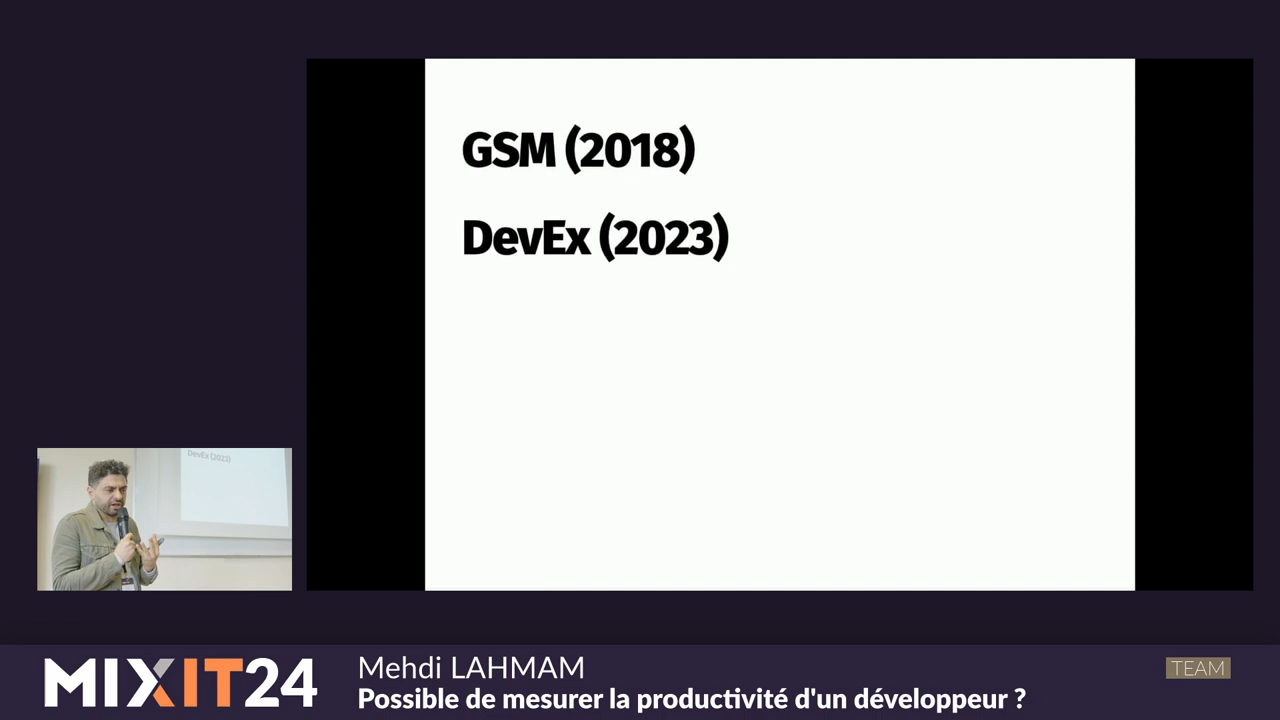 GSM (2018)
DevEx (2023)
DevEx (2023)
MIXIT24
Mehdi LAHMAM
Possible de mesurer la productivité d'un développeur ?
TEAM